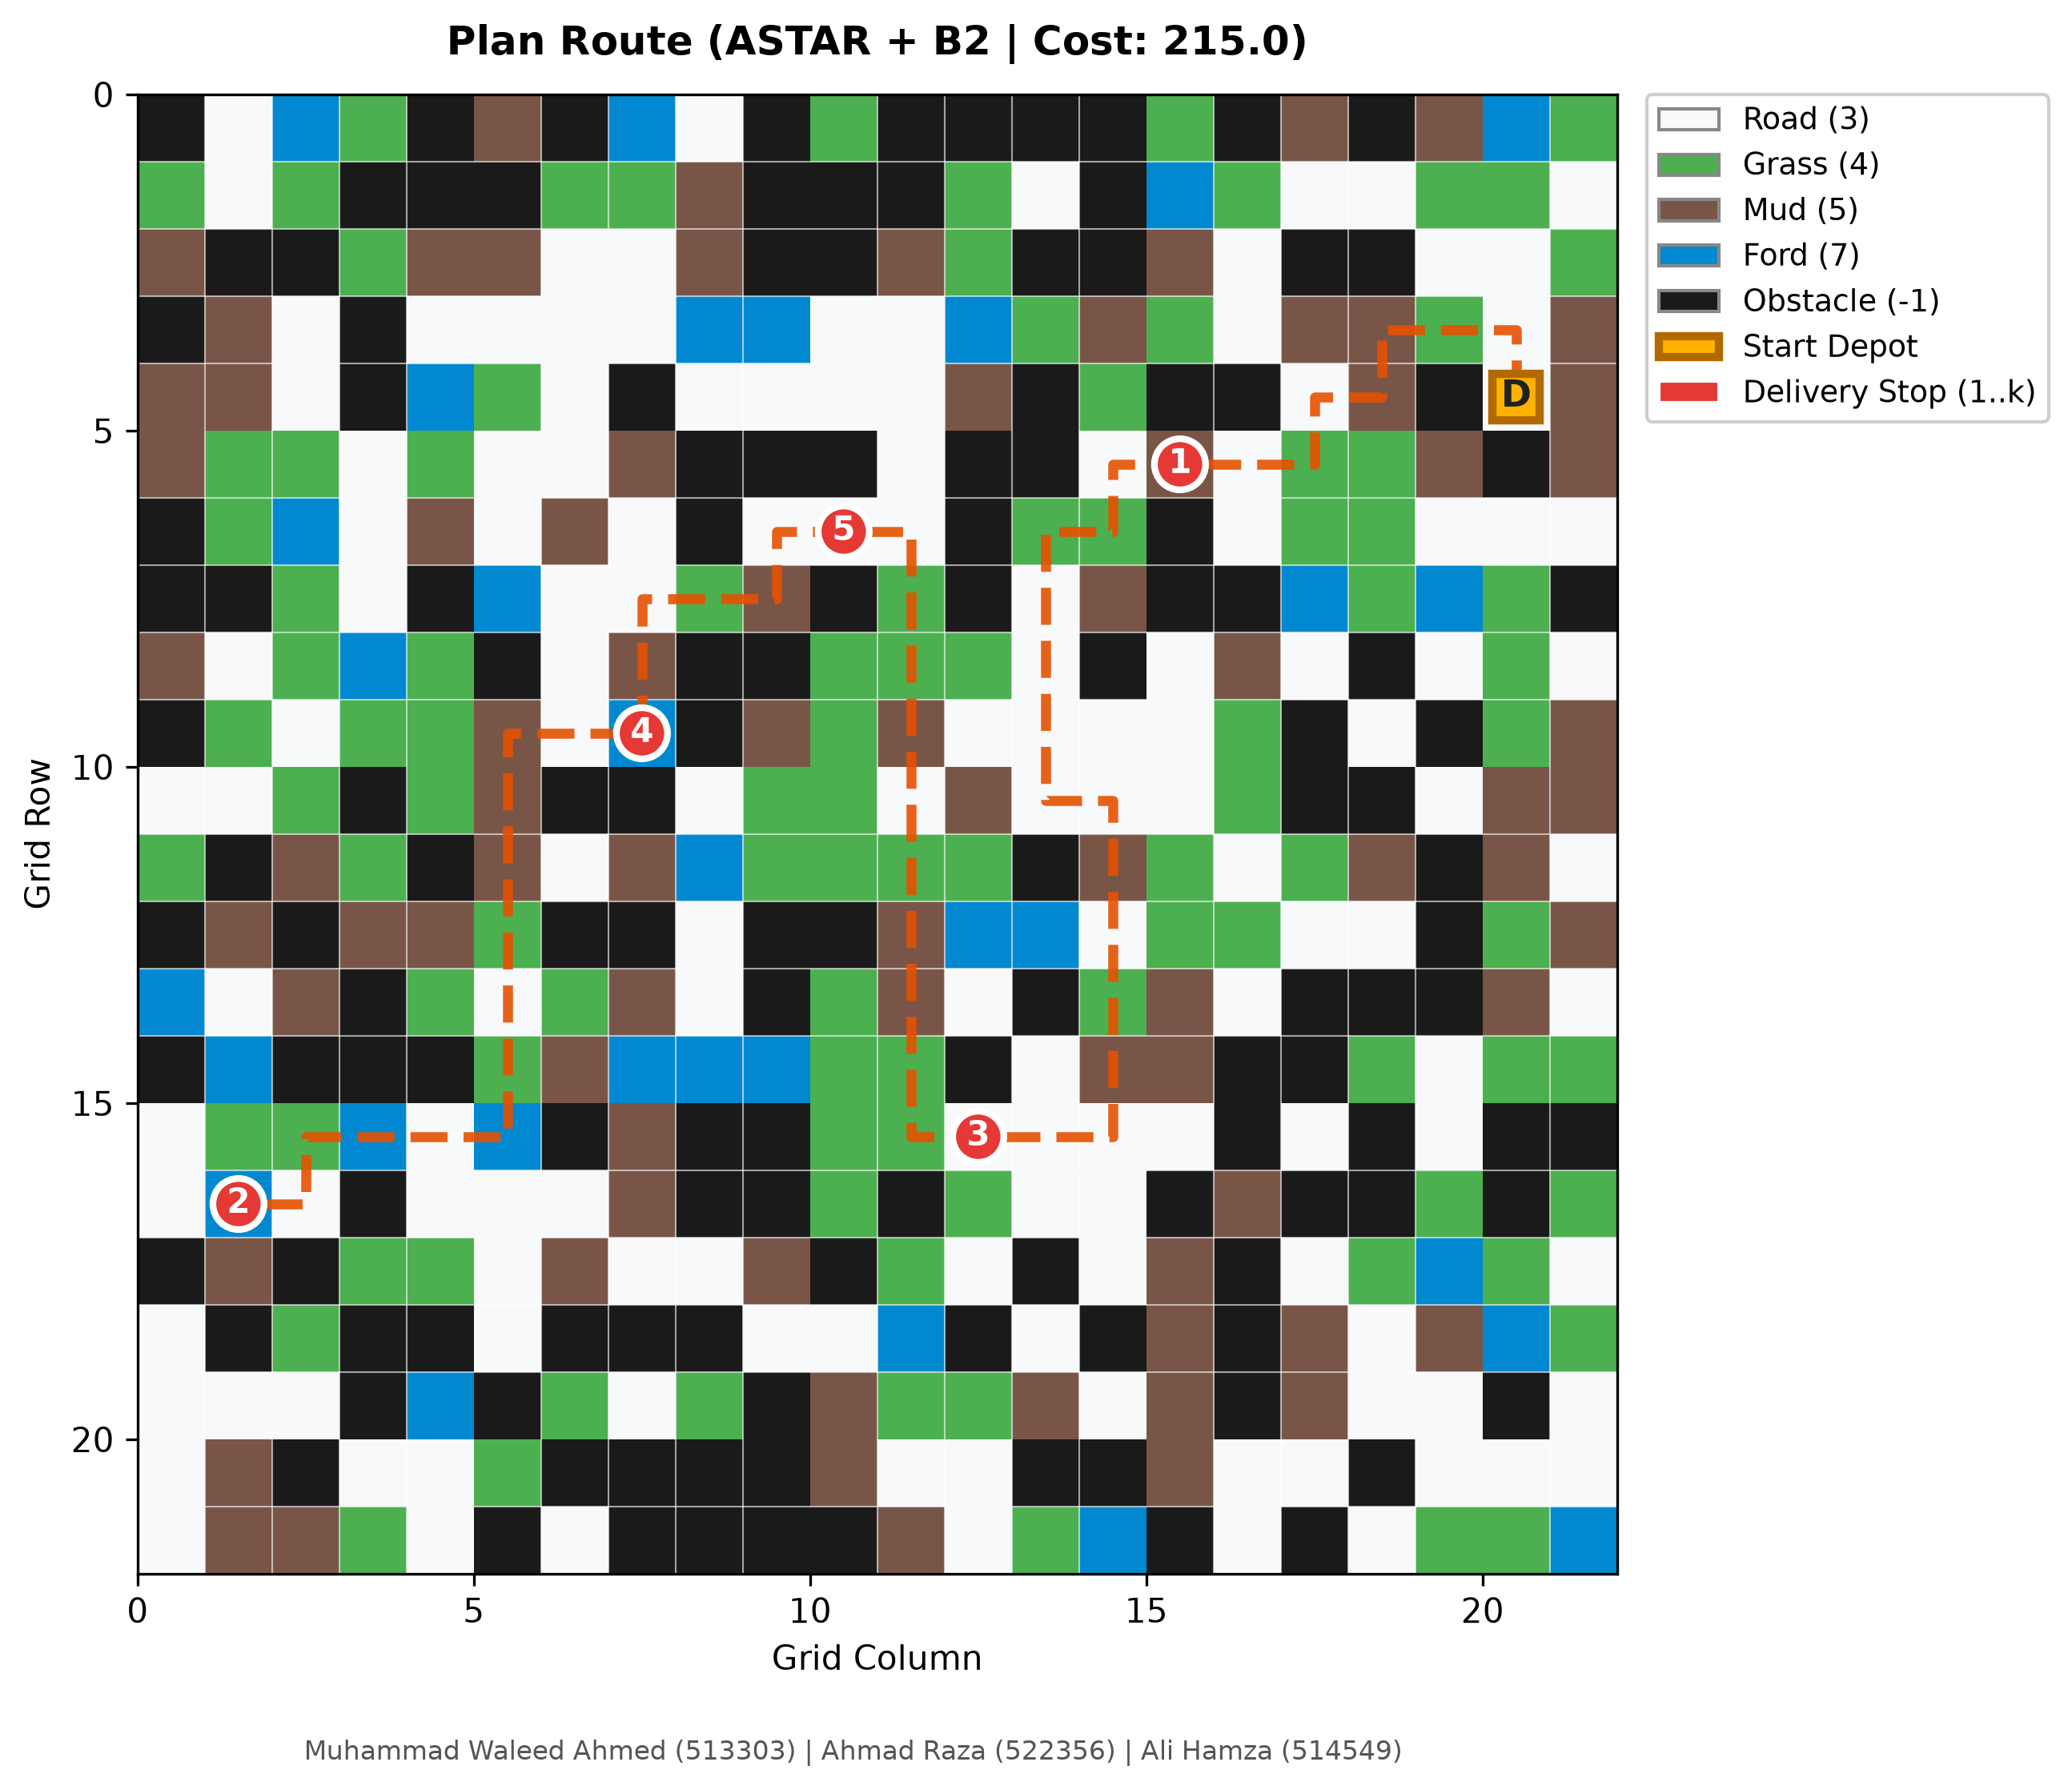 Plan Route (ASTAR + B2 | Cost: 215.0)
Road (3)
Grass (4)
Mud (5)
Ford (7)
Obstacle (-1)
Start Depot
Delivery Stop (1..k)
0
5
10
15
20
Grid Row
D
1
5
4
3
2
0
5
10
15
20
Grid Column
Muhammad Waleed Ahmed (513303) | Ahmad Raza (522356) | Ali Hamza (514549)